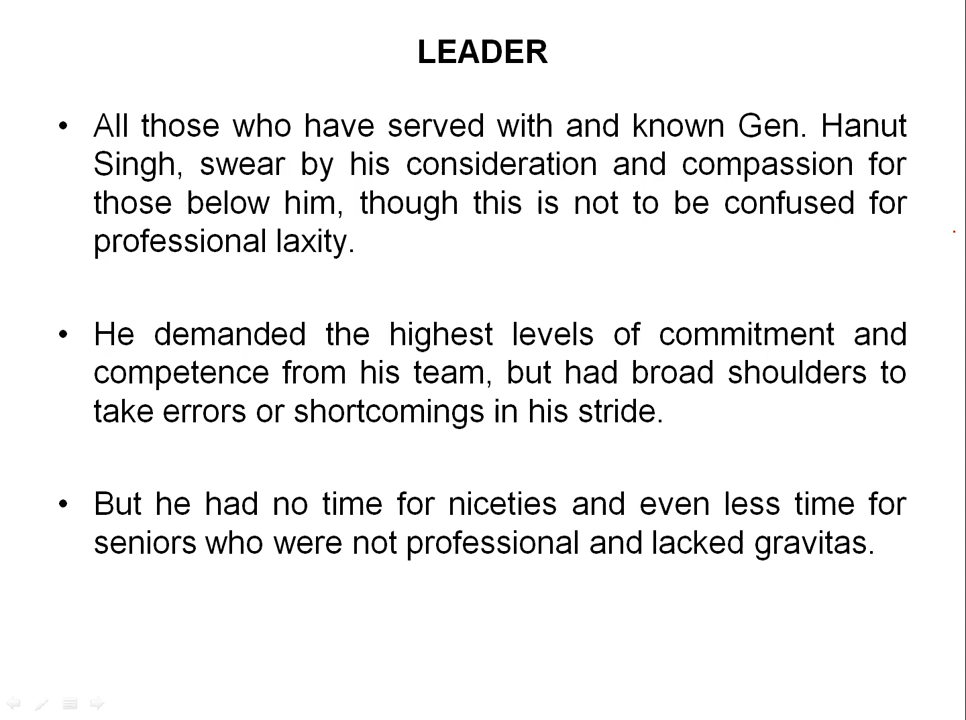 LEADER
• All those who have served with and known Gen. Hanut
Singh, swear by his consideration and compassion for
those below him, though this is not to be confused for
professional laxity.
• He demanded the highest levels of commitment and
competence from his team, but had broad shoulders to
take errors or shortcomings in his stride.
• But he had no time for niceties and even less time for
seniors who were not professional and lacked gravitas.